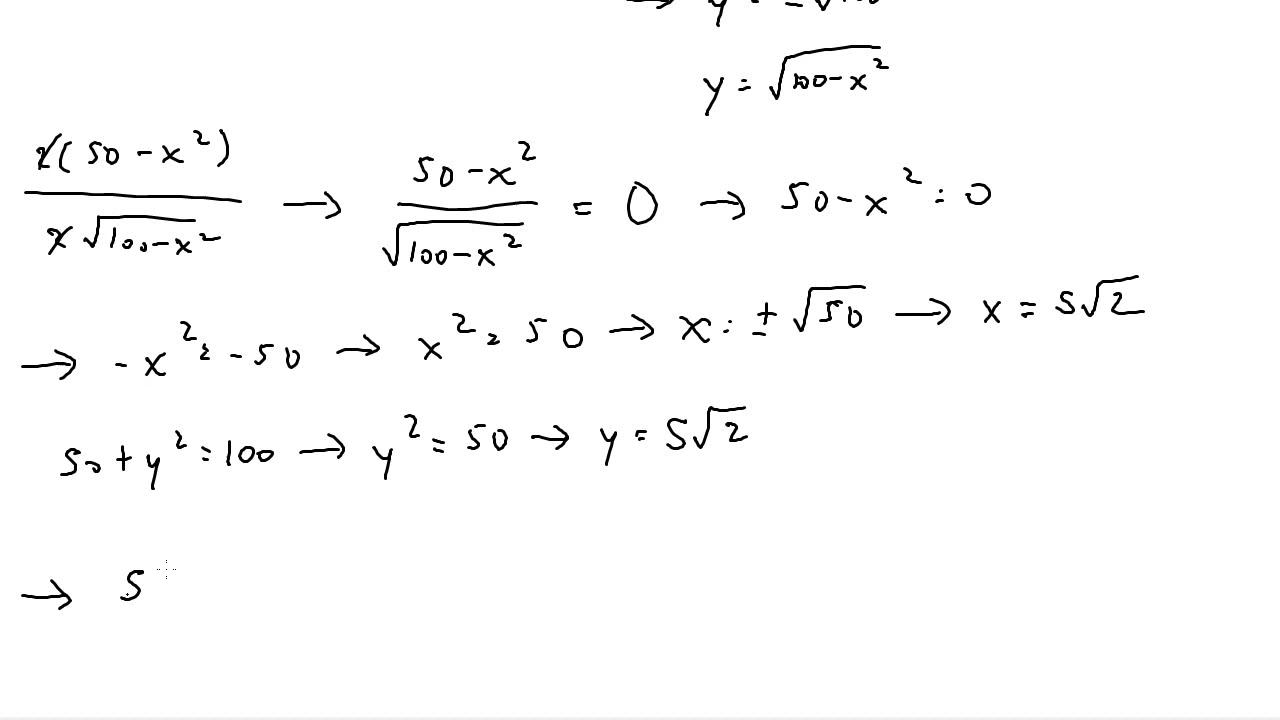 y = √(100-x²)
x(50-x²)/(x√(100-x²)) → (50-x²)/√(100-x²) = 0 → 50-x² = 0
→ -x² = -50 → x² = 50 → x = ±√50 → x = 5√2
50+y² = 100 → y² = 50 → y = 5√2
→ 5